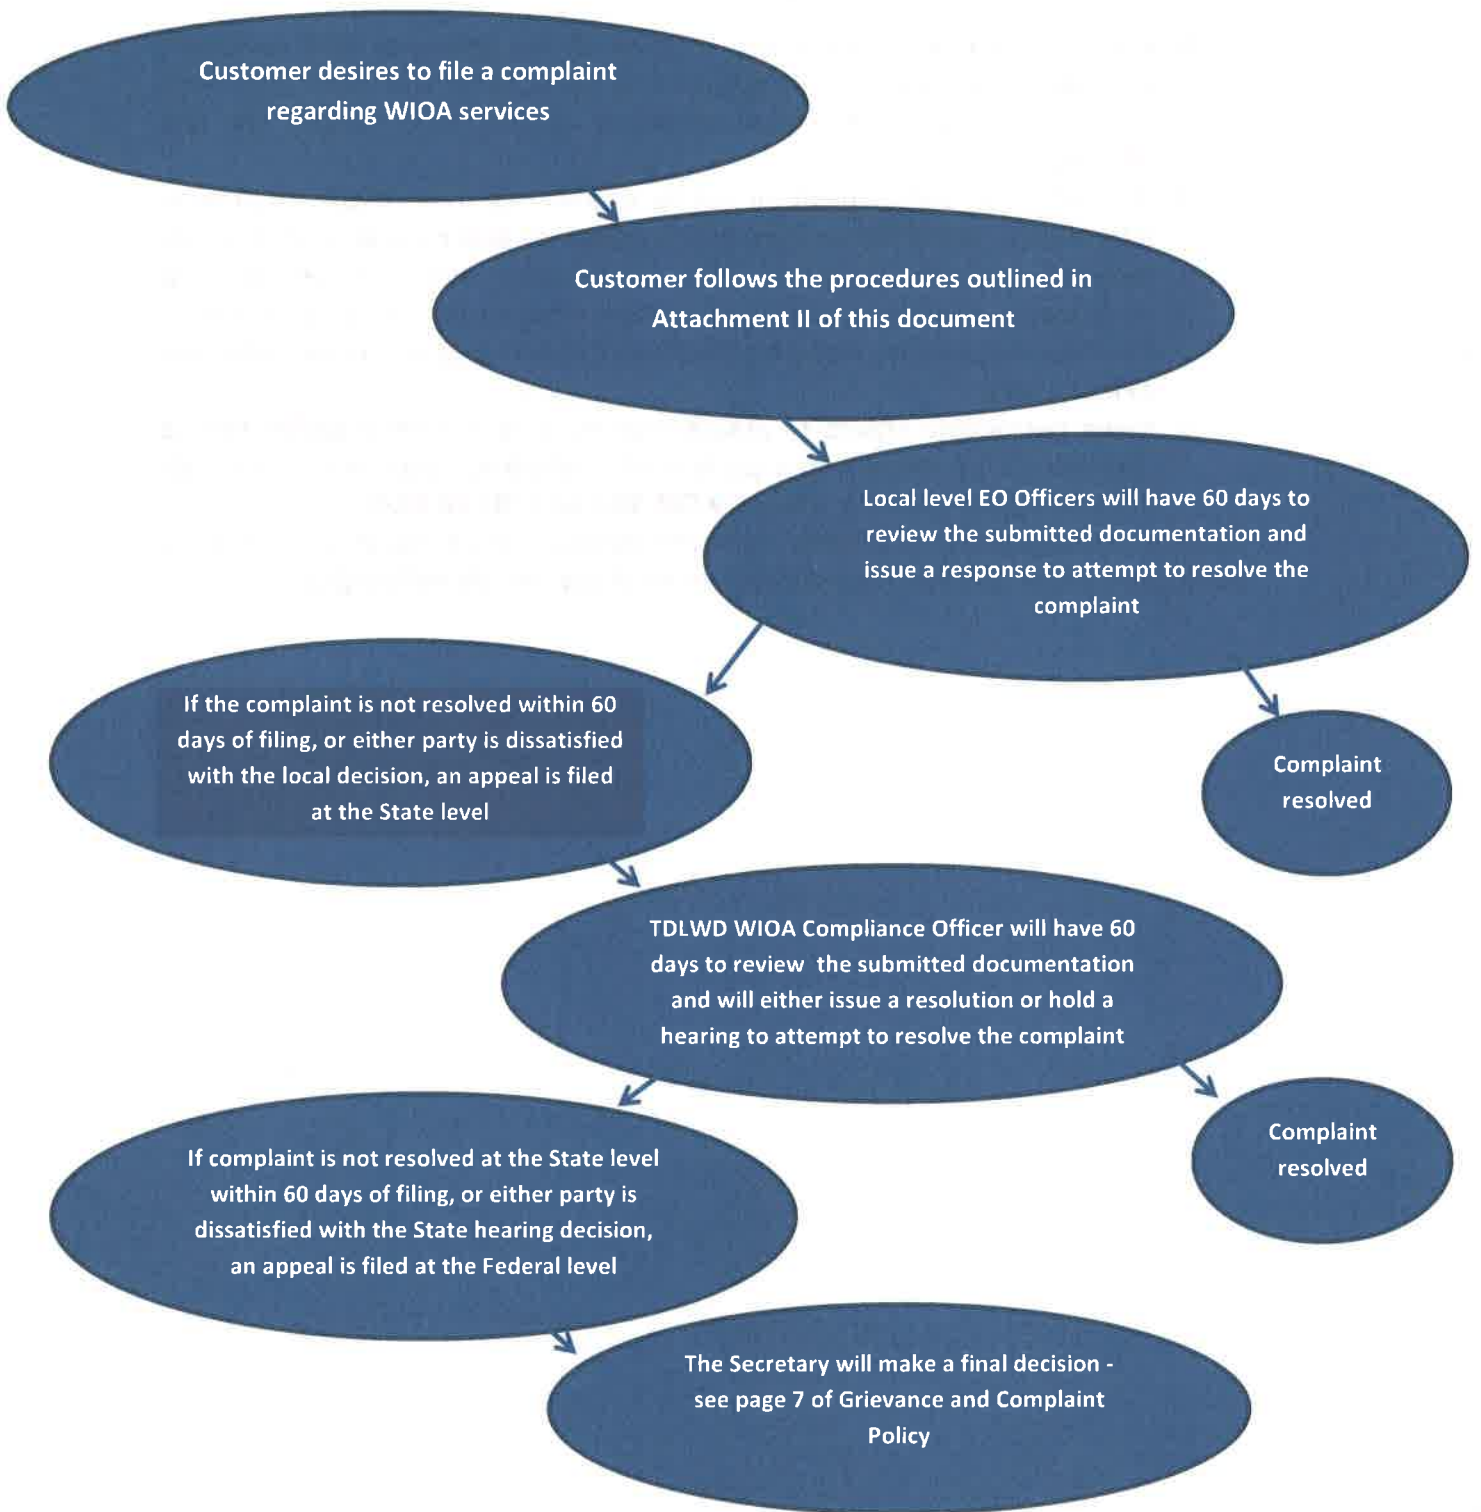 Customer desires to file a complaint
regarding WIOA services
Customer follows the procedures outlined in
Attachment II of this document
Local level EO Officers will have 60 days to
review the submitted documentation and
issue a response to attempt to resolve the
complaint
If the complaint is not resolved within 60
days of filing, or either party is dissatisfied
with the local decision, an appeal is filed
at the State level
Complaint
resolved
TDLWD WIOA Compliance Officer will have 60
days to review the submitted documentation
and will either issue a resolution or hold a
hearing to attempt to resolve the complaint
If complaint is not resolved at the State level
within 60 days of filing, or either party is
dissatisfied with the State hearing decision,
an appeal is filed at the Federal level
Complaint
resolved
The Secretary will make a final decision -
see page 7 of Grievance and Complaint
Policy